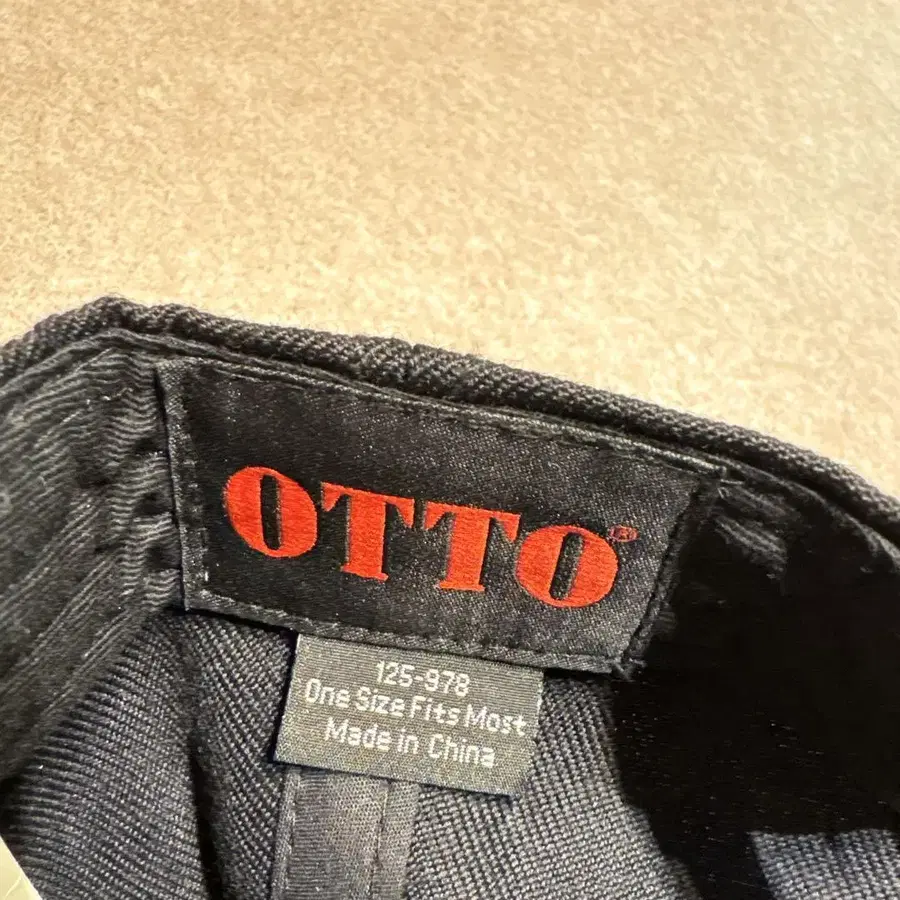 OTTO®
125-978
One Size Fits Most
Made in China